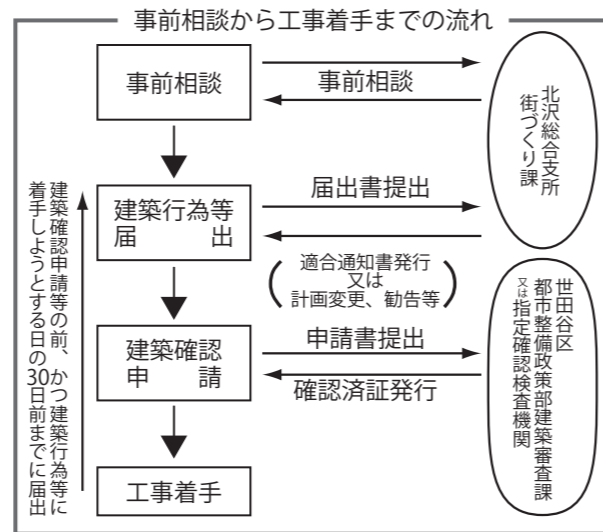 事前相談から工事着手までの流れ
事前相談
事前相談
北沢総合支所
街づくり課
建築行為等
届出
届出書提出
(適合通知書発行
又は
計画変更、勧告等)
建築確認
申請
申請書提出
確認済証発行
世田谷区
都市整備政策部建築審査課
又は指定確認検査機関
工事着手
建築確認申請等の前、かつ建築行為等に
着手しようとする日の30日前までに届出